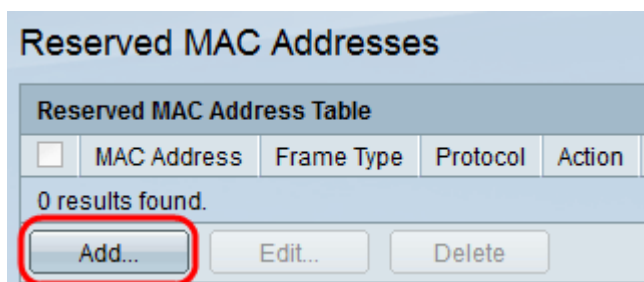 Reserved MAC Addresses
Reserved MAC Address Table
MAC Address Frame Type Protocol Action
0 results found.
Add... Edit... Delete